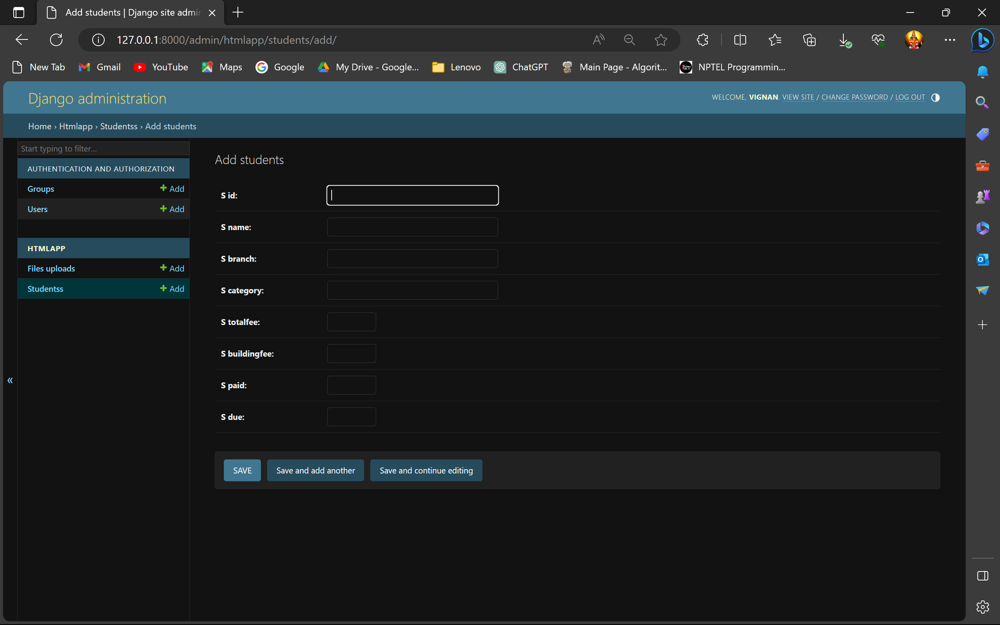 Add students | Django site admin
127.0.0.1:8000/admin/htmlapp/students/add/
New Tab Gmail YouTube Maps Google My Drive - Google... Lenovo ChatGPT Main Page - Algorit... NPTEL Programmin...
Django administration
WELCOME, VIGNAN. VIEW SITE / CHANGE PASSWORD / LOG OUT
Home › Htmlapp › Studentss › Add students
Start typing to filter...
AUTHENTICATION AND AUTHORIZATION
Groups + Add
Users + Add
HTMLAPP
Files uploads + Add
Studentss + Add
«
Add students
S id:
S name:
S branch:
S category:
S totalfee:
S buildingfee:
S paid:
S due:
SAVE Save and add another Save and continue editing